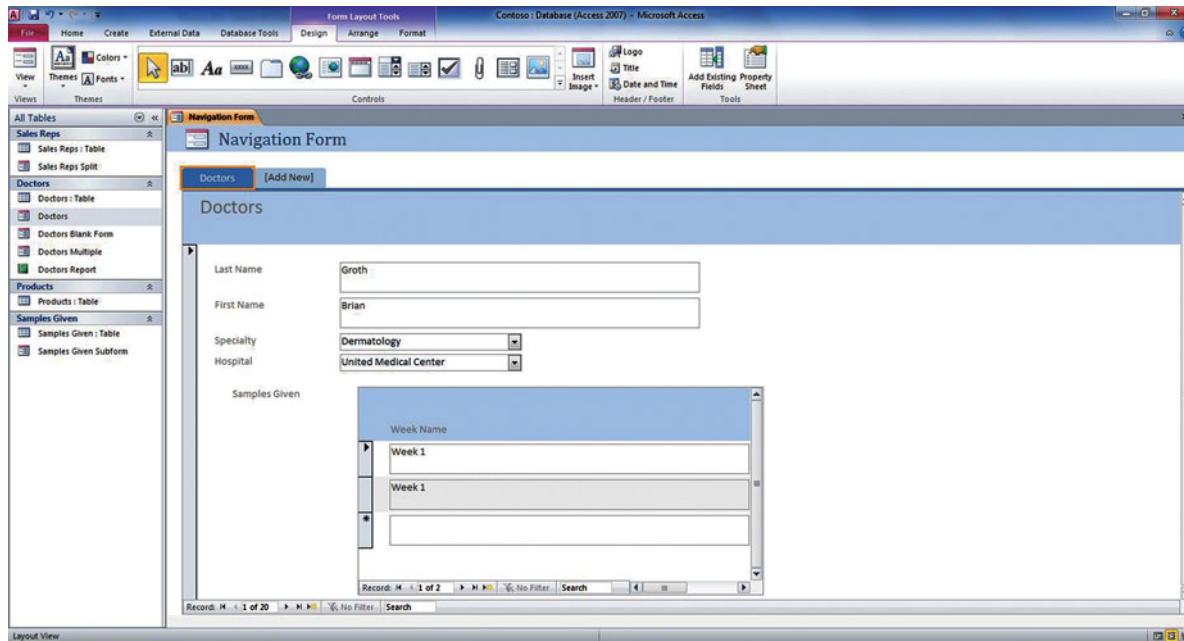 Form Layout Tools
Contoso : Database (Access 2007) - Microsoft Access
File Home Create External Data Database Tools Design Arrange Format
View
Views
Themes
Colors
Fonts
Themes
Aa
ab|
Aa
XXXX
Controls
Insert Image
Logo
Title
Date and Time
Header / Footer
Add Existing Fields
Property Sheet
Tools
All Tables
Sales Reps
Sales Reps : Table
Sales Reps Split
Doctors
Doctors : Table
Doctors
Doctors Blank Form
Doctors Multiple
Doctors Report
Products
Products : Table
Samples Given
Samples Given : Table
Samples Given Subform
Navigation Form
Navigation Form
Doctors [Add New]
Doctors
Last Name Groth
First Name Brian
Specialty Dermatology
Hospital United Medical Center
Samples Given
Week Name
Week 1
Week 1
Record: 1 of 2 No Filter Search
Record: 1 of 20 No Filter Search
Layout View